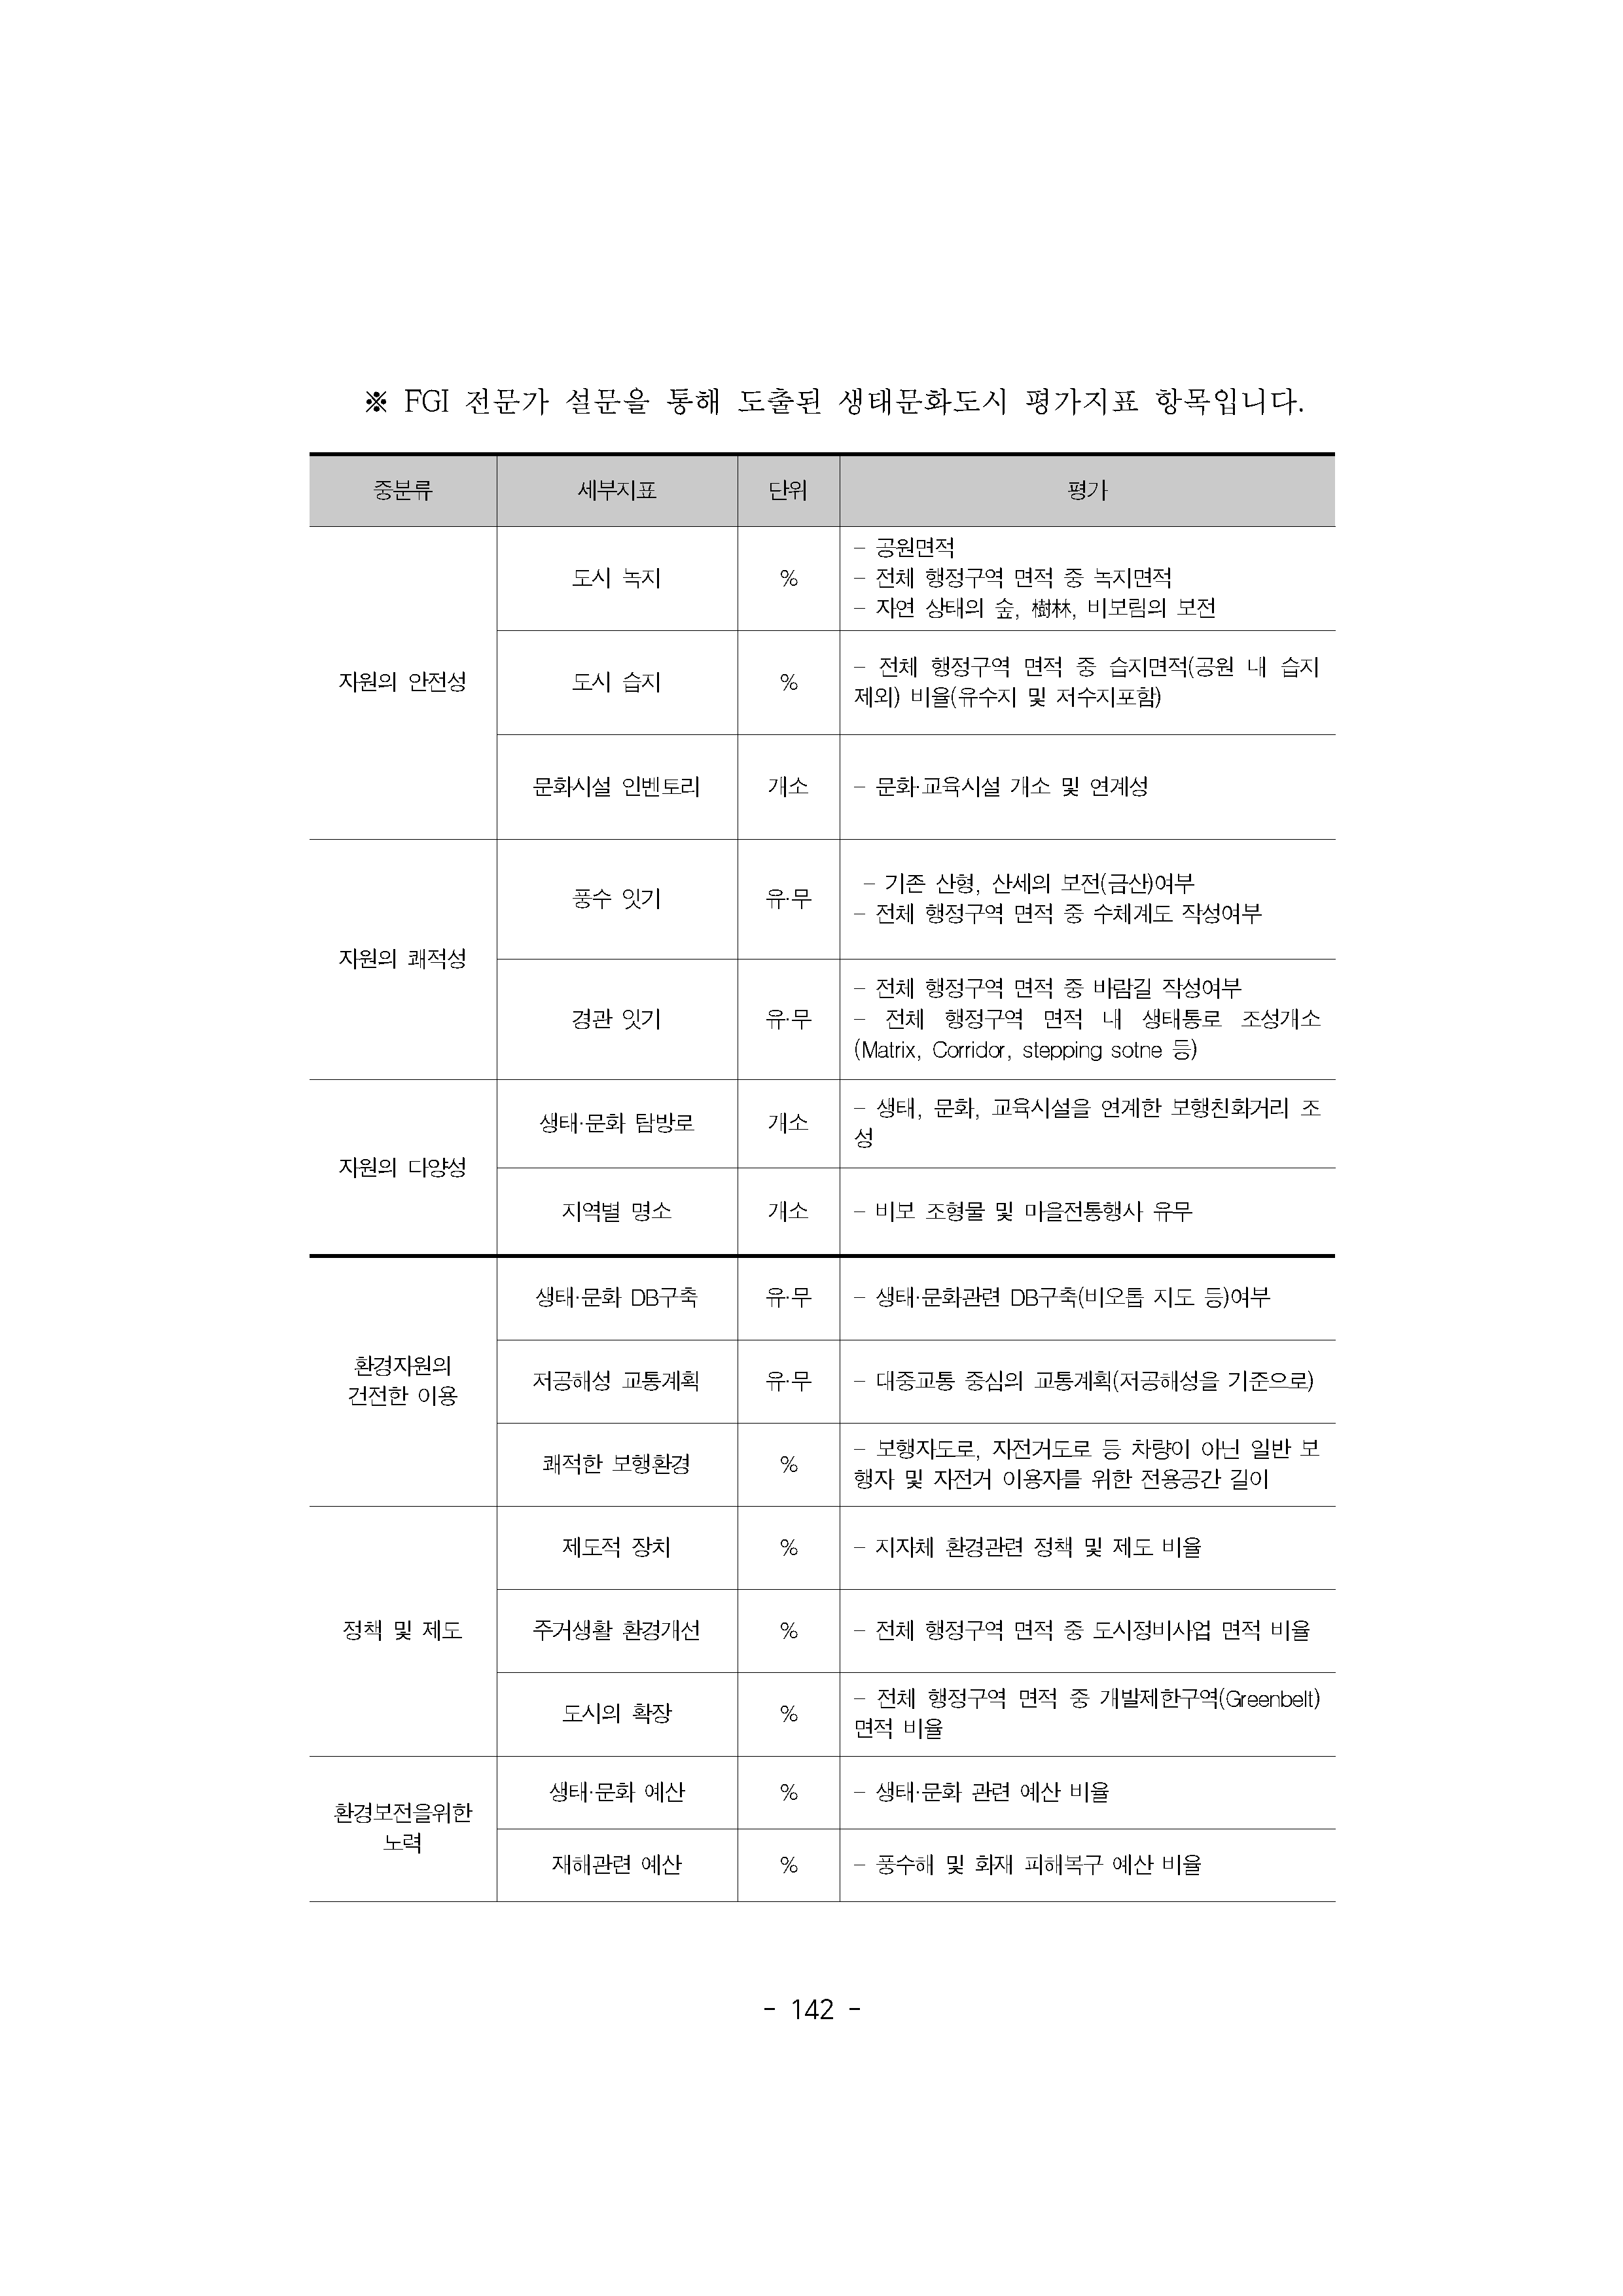 ※ FGI 전문가 설문을 통해 도출된 생태문화도시 평가지표 항목입니다.
중분류 세부지표 단위 평가
지원의 안전성
도시 녹지 %
– 공원면적
– 전체 행정구역 면적 중 녹지면적
– 자연 상태의 숲, 樹林, 비보림의 보전
도시 습지 %
– 전체 행정구역 면적 중 습지면적(공원 내 습지
제외) 비율(유수지 및 저수지포함)
문화시설 인벤토리 개소 – 문화·교육시설 개소 및 연계성
지원의 쾌적성
풍수 잇기 유·무
– 기존 산형, 산세의 보전(금산)여부
– 전체 행정구역 면적 중 수체계도 작성여부
경관 잇기 유·무
– 전체 행정구역 면적 중 바람길 작성여부
– 전체 행정구역 면적 내 생태통로 조성개소
(Matrix, Corridor, stepping sotne 등)
지원의 다양성
생태·문화 탐방로 개소
– 생태, 문화, 교육시설을 연계한 보행친화거리 조
성
지역별 명소 개소 – 비보 조형물 및 마을전통행사 유무
환경자원의
건전한 이용
생태·문화 DB구축 유·무 – 생태·문화관련 DB구축(비오톱 지도 등)여부
저공해성 교통계획 유·무 – 대중교통 중심의 교통계획(저공해성을 기준으로)
쾌적한 보행환경 %
– 보행자도로, 자전거도로 등 차량이 아닌 일반 보
행자 및 자전거 이용자를 위한 전용공간 길이
정책 및 제도
제도적 장치 % – 지자체 환경관련 정책 및 제도 비율
주거생활 환경개선 % – 전체 행정구역 면적 중 도시정비사업 면적 비율
도시의 확장 %
– 전체 행정구역 면적 중 개발제한구역(Greenbelt)
면적 비율
환경보전을위한
노력
생태·문화 예산 % – 생태·문화 관련 예산 비율
재해관련 예산 % – 풍수해 및 화재 피해복구 예산 비율
- 142 -